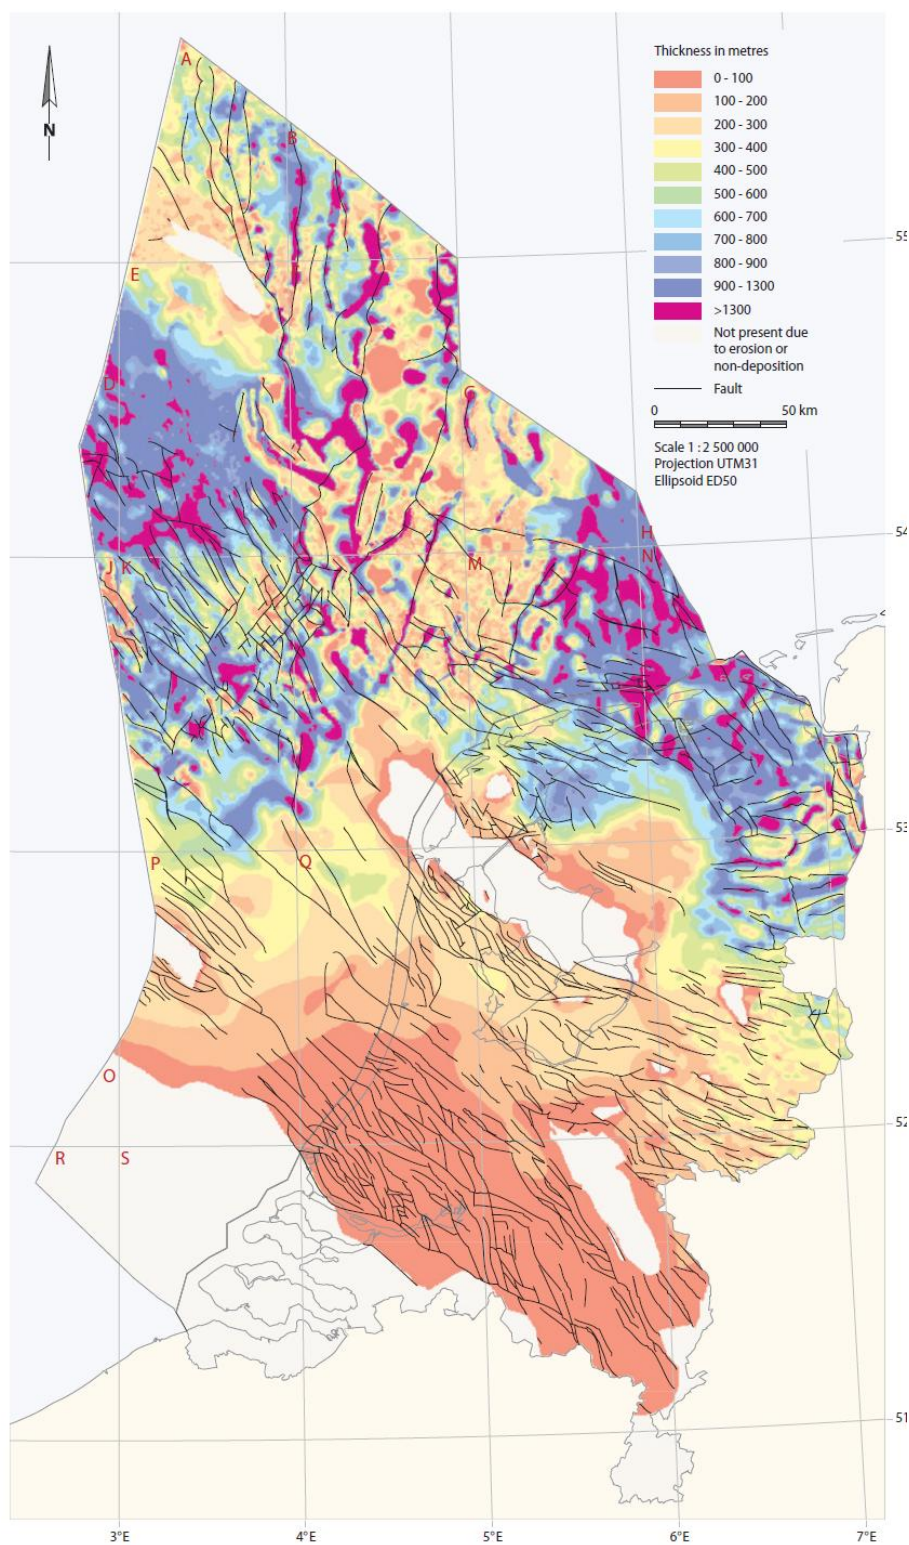 Thickness in metres
0 - 100
100 - 200
200 - 300
300 - 400
400 - 500
500 - 600
600 - 700
700 - 800
800 - 900
900 - 1300
>1300
Not present due
to erosion or
non-deposition
Fault
0 50 km
Scale 1 : 2 500 000
Projection UTM31
Ellipsoid ED50
N
A
B
E
F
D
G
H
N
J K
L
M
P
Q
O
R S
55
54
53
52
51
3°E 4°E 5°E 6°E 7°E